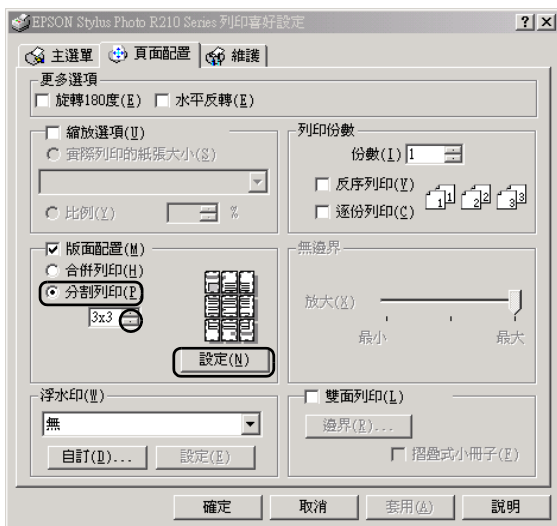 EPSON Stylus Photo R210 Series 列印喜好設定
主選單 頁面配置 維護
更多選項
旋轉180度(E) 水平反轉(E)
縮放選項(U)
實際列印的紙張大小(S)
比例(Y) %
列印份數
份數(I) 1
反序列印(V)
逐份列印(C)
1 1 2 2 3 3
版面配置(M)
合併列印(H)
分割列印(P
3x3
設定(N)
無邊界
放大(X)
最小 最大
浮水印(W)
無
自訂(D)... 設定(E)
雙面列印(L)
邊界(R)...
摺疊式小冊子(F)
確定 取消 套用(A) 說明